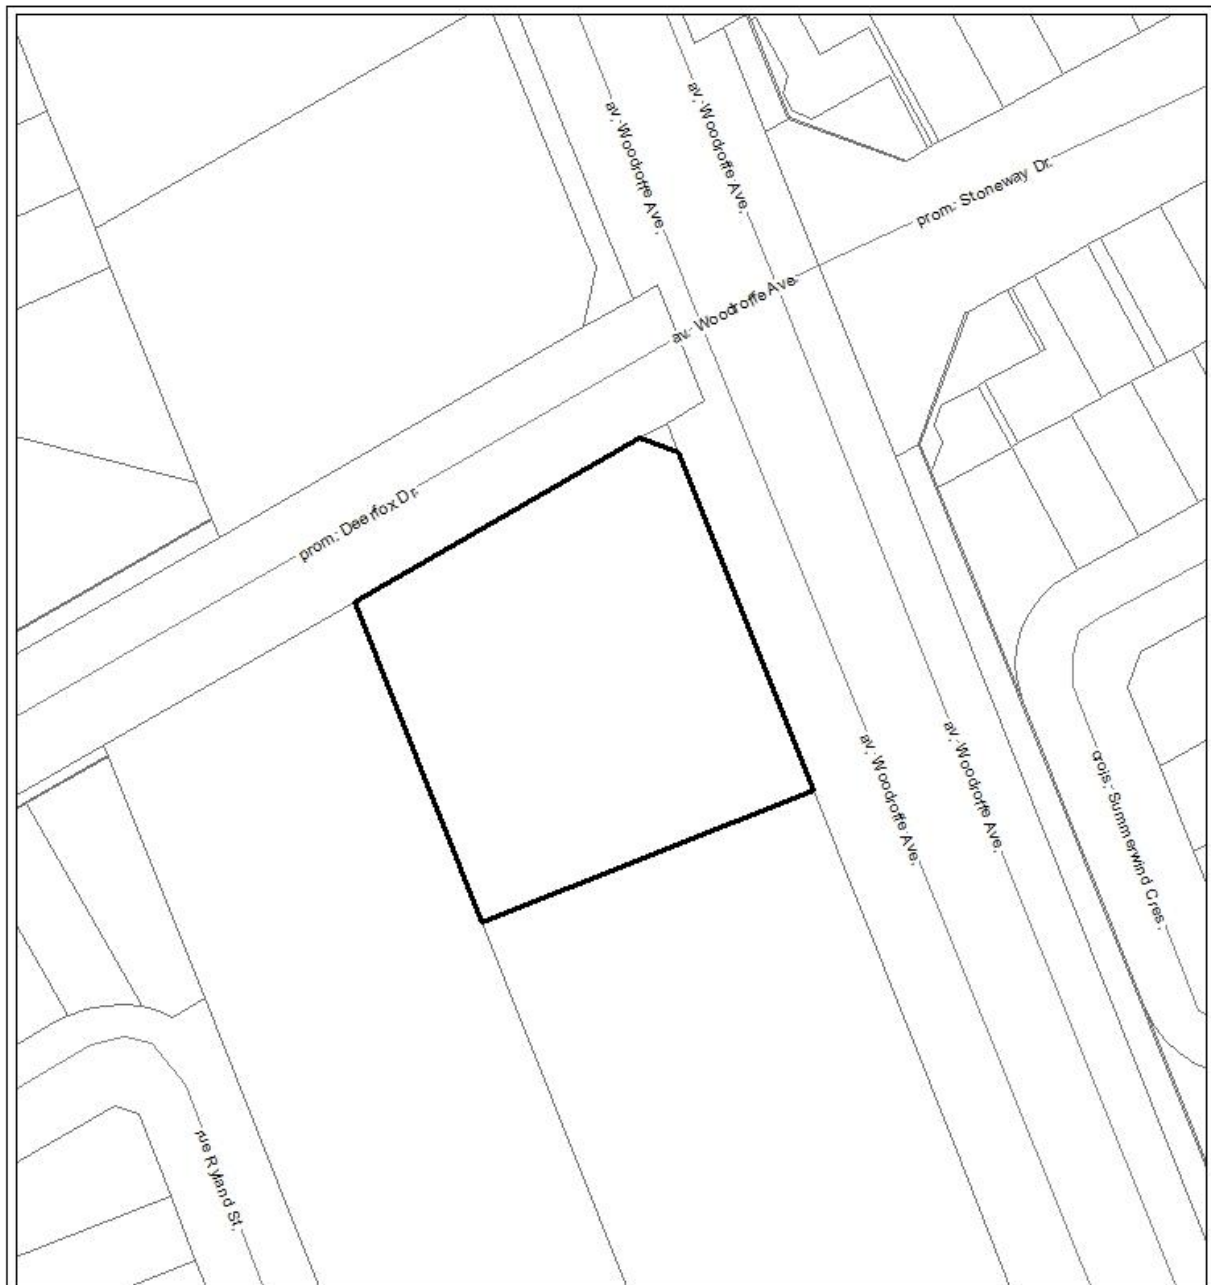 av. Woodroffe Ave.
av. Woodroffe Ave.
prom. Stoneway Dr.
av. Woodroffe Ave.
prom. Deerfox Dr.
av. Woodroffe Ave.
av. Woodroffe Ave.
crois. Summerwind Cres.
rue Ryland St.